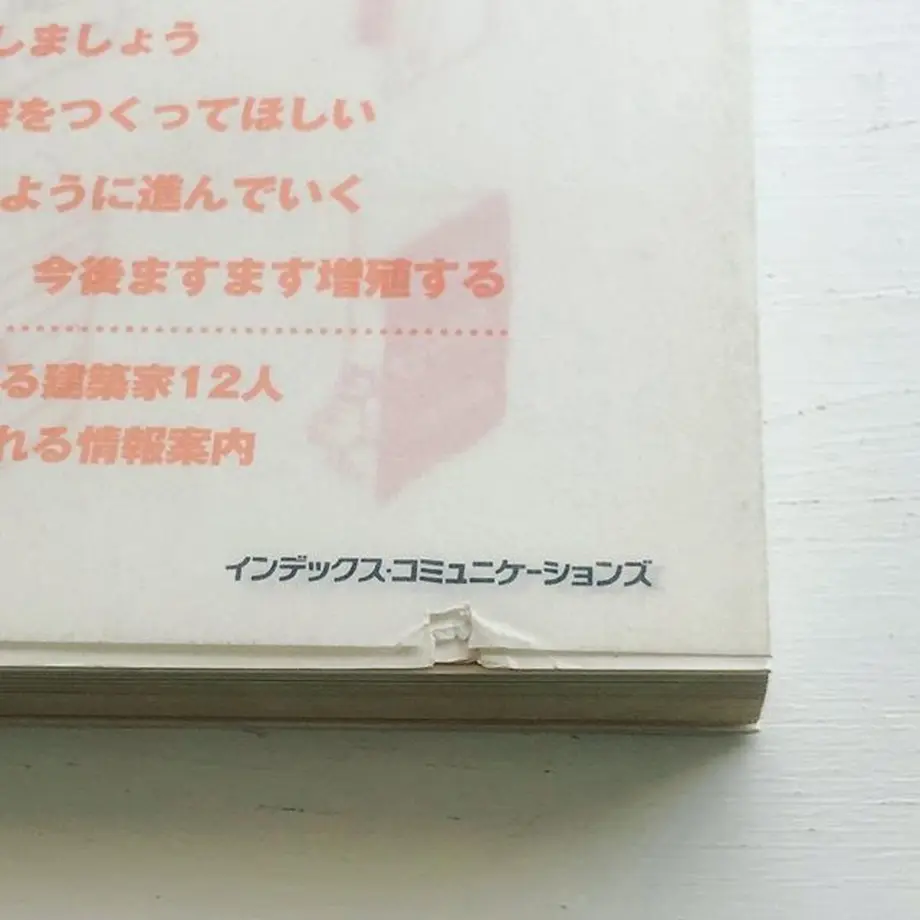 しましょう
をつくってほしい
ように進んでいく
今後ますます増殖する
る建築家12人
れる情報案内
インデックス・コミュニケーションズ